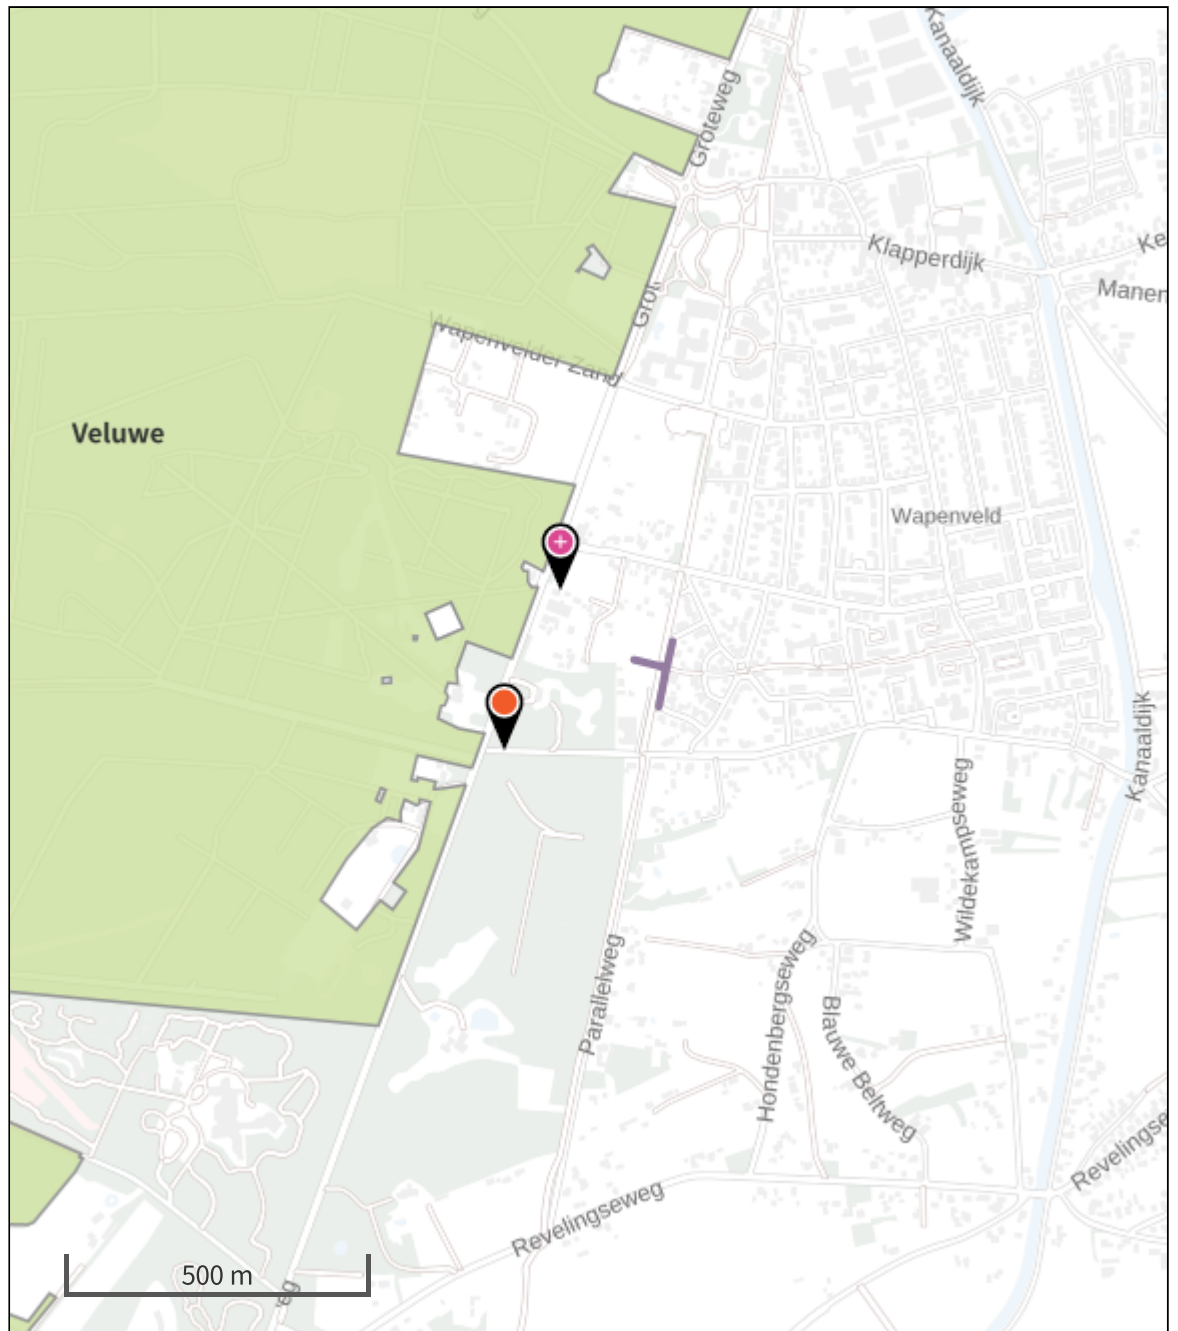 Kanaaldijk
Groteweg
Klapperdijk
Ke
Manen
Grot
Wapenvelder Zand
Veluwe
Wapenveld
Kanaaldijk
Wildekampseweg
Parallelweg
Hondenbergseweg
Blauwe Beltweg
Revelingse
Revelingseweg
500 m
eg